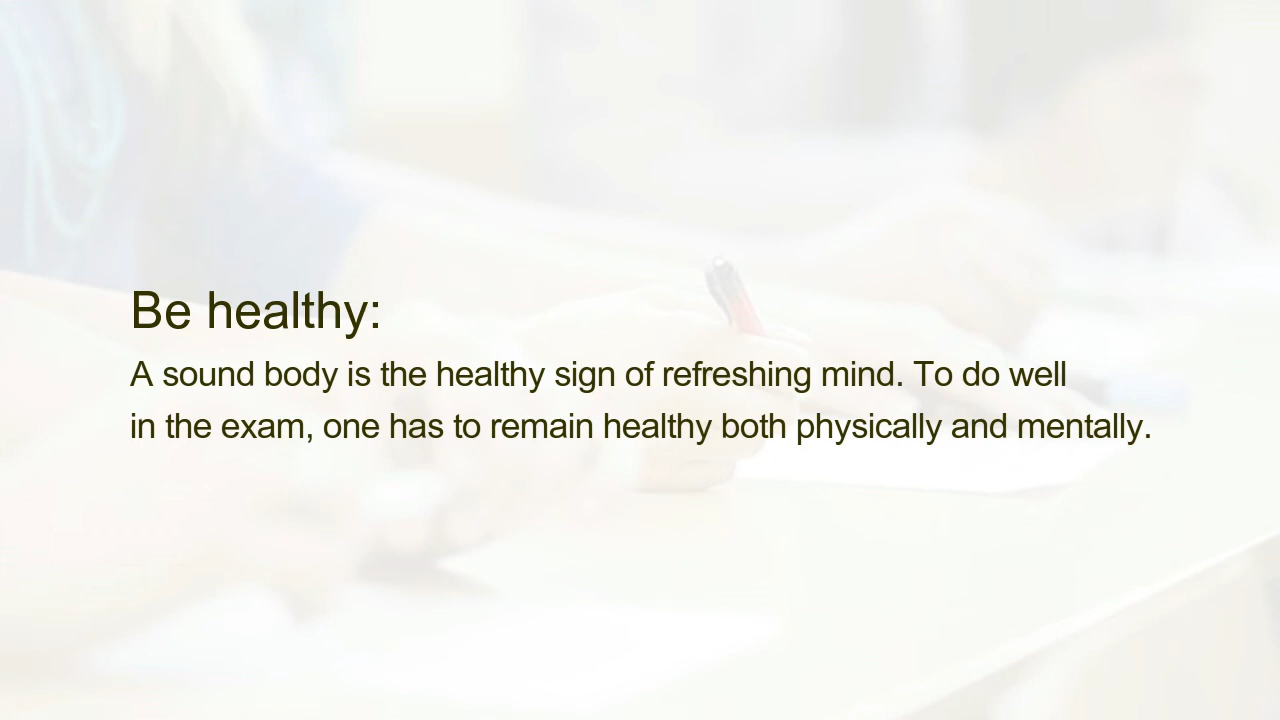 Be healthy:
A sound body is the healthy sign of refreshing mind. To do well
in the exam, one has to remain healthy both physically and mentally.